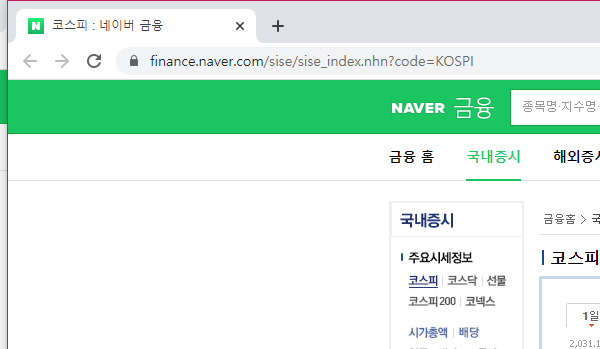 코스피 : 네이버 금융
finance.naver.com/sise/sise_index.nhn?code=KOSPI
NAVER 금융
종목명·지수명·
금융 홈 국내증시 해외증시
국내증시
금융홈 > 국
주요시세정보
코스피
코스피 | 코스닥 | 선물
1일
코스피200 | 코넥스
시가총액 | 배당
2,031.1